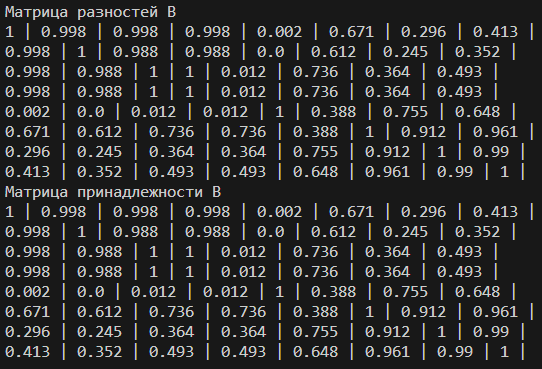 Матрица разностей B
1 | 0.998 | 0.998 | 0.998 | 0.002 | 0.671 | 0.296 | 0.413 |
0.998 | 1 | 0.988 | 0.988 | 0.0 | 0.612 | 0.245 | 0.352 |
0.998 | 0.988 | 1 | 1 | 0.012 | 0.736 | 0.364 | 0.493 |
0.998 | 0.988 | 1 | 1 | 0.012 | 0.736 | 0.364 | 0.493 |
0.002 | 0.0 | 0.012 | 0.012 | 1 | 0.388 | 0.755 | 0.648 |
0.671 | 0.612 | 0.736 | 0.736 | 0.388 | 1 | 0.912 | 0.961 |
0.296 | 0.245 | 0.364 | 0.364 | 0.755 | 0.912 | 1 | 0.99 |
0.413 | 0.352 | 0.493 | 0.493 | 0.648 | 0.961 | 0.99 | 1 |
Матрица принадлежности B
1 | 0.998 | 0.998 | 0.998 | 0.002 | 0.671 | 0.296 | 0.413 |
0.998 | 1 | 0.988 | 0.988 | 0.0 | 0.612 | 0.245 | 0.352 |
0.998 | 0.988 | 1 | 1 | 0.012 | 0.736 | 0.364 | 0.493 |
0.998 | 0.988 | 1 | 1 | 0.012 | 0.736 | 0.364 | 0.493 |
0.002 | 0.0 | 0.012 | 0.012 | 1 | 0.388 | 0.755 | 0.648 |
0.671 | 0.612 | 0.736 | 0.736 | 0.388 | 1 | 0.912 | 0.961 |
0.296 | 0.245 | 0.364 | 0.364 | 0.755 | 0.912 | 1 | 0.99 |
0.413 | 0.352 | 0.493 | 0.493 | 0.648 | 0.961 | 0.99 | 1 |